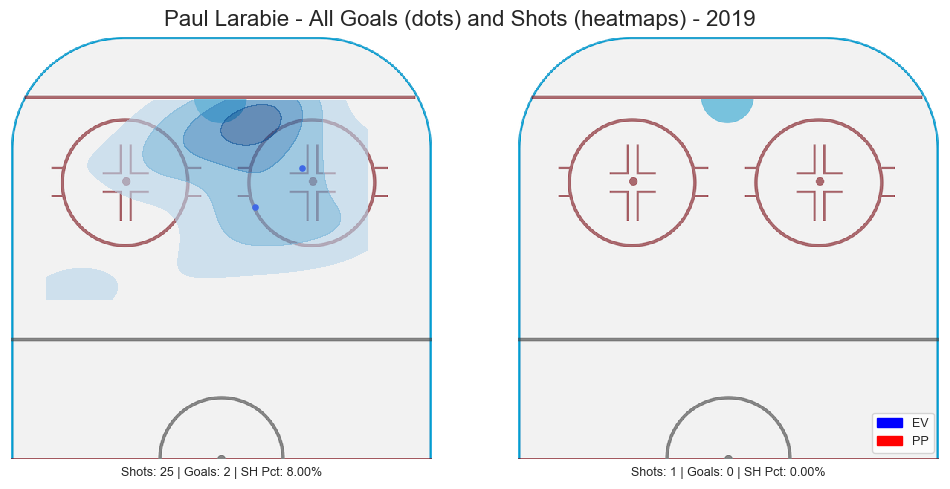 Paul Larabie - All Goals (dots) and Shots (heatmaps) - 2019
EV
PP
Shots: 25 | Goals: 2 | SH Pct: 8.00%
Shots: 1 | Goals: 0 | SH Pct: 0.00%